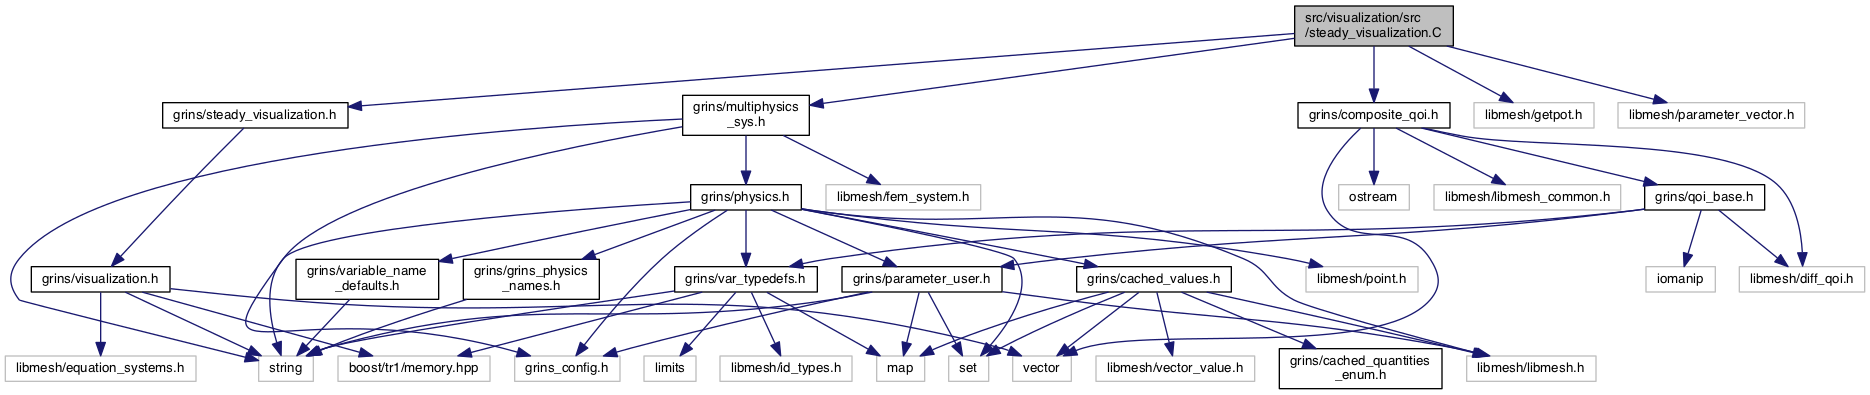 src/visualization/src
/steady_visualization.C
grins/steady_visualization.h
grins/multiphysics
_sys.h
grins/composite_qoi.h
libmesh/getpot.h
libmesh/parameter_vector.h
grins/physics.h
libmesh/fem_system.h
ostream
libmesh/libmesh_common.h
grins/qoi_base.h
grins/visualization.h
grins/variable_name
_defaults.h
grins/grins_physics
_names.h
grins/var_typedefs.h
grins/parameter_user.h
grins/cached_values.h
libmesh/point.h
iomanip
libmesh/diff_qoi.h
libmesh/equation_systems.h
string
boost/tr1/memory.hpp
grins_config.h
limits
libmesh/id_types.h
map
set
vector
libmesh/vector_value.h
grins/cached_quantities
_enum.h
libmesh/libmesh.h